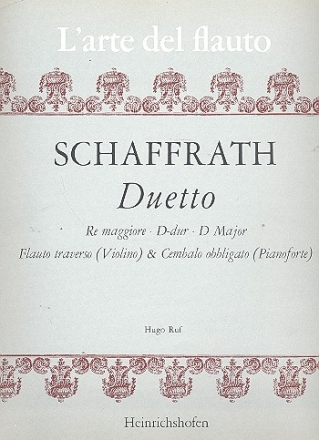 L'arte del flauto
SCHAFFRATH
Duetto
Re maggiore · D-dur · D Major
Flauto traverso (Violino) & Cembalo obbligato (Pianoforte)
Hugo Ruf
Heinrichshofen